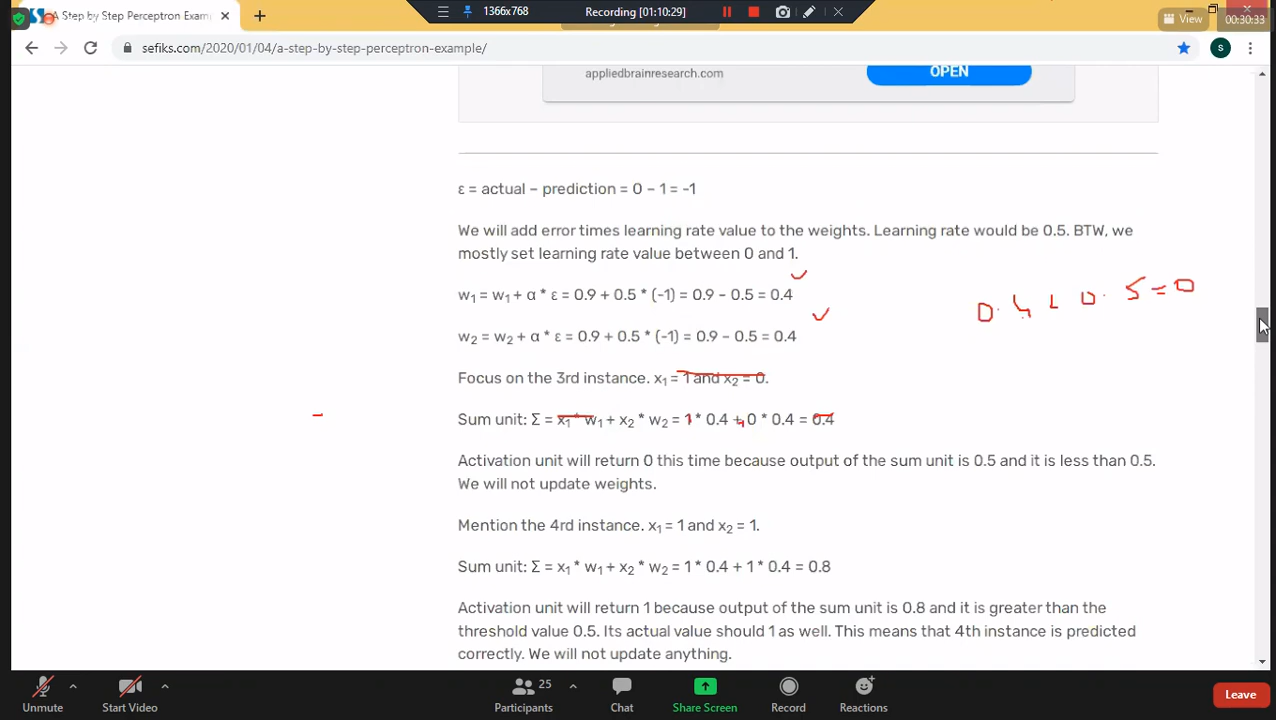 A Step by Step Perceptron Exam
1366x768
Recording [01:10:29]
View
00:30:33
sefiks.com/2020/01/04/a-step-by-step-perceptron-example/
S
appliedbrainresearch.com
OPEN
ε = actual – prediction = 0 – 1 = -1
We will add error times learning rate value to the weights. Learning rate would be 0.5. BTW, we
mostly set learning rate value between 0 and 1.
w₁ = w₁ + α * ε = 0.9 + 0.5 * (-1) = 0.9 – 0.5 = 0.4
0.4 < 0.5 = 0
w₂ = w₂ + α * ε = 0.9 + 0.5 * (-1) = 0.9 – 0.5 = 0.4
Focus on the 3rd instance. x₁ = 1 and x₂ = 0.
Sum unit: Σ = x₁ * w₁ + x₂ * w₂ = 1 * 0.4 + 0 * 0.4 = 0.4
Activation unit will return 0 this time because output of the sum unit is 0.5 and it is less than 0.5.
We will not update weights.
Mention the 4rd instance. x₁ = 1 and x₂ = 1.
Sum unit: Σ = x₁ * w₁ + x₂ * w₂ = 1 * 0.4 + 1 * 0.4 = 0.8
Activation unit will return 1 because output of the sum unit is 0.8 and it is greater than the
threshold value 0.5. Its actual value should 1 as well. This means that 4th instance is predicted
correctly. We will not update anything.
25
Unmute
Start Video
Participants
Chat
Share Screen
Record
Reactions
Leave